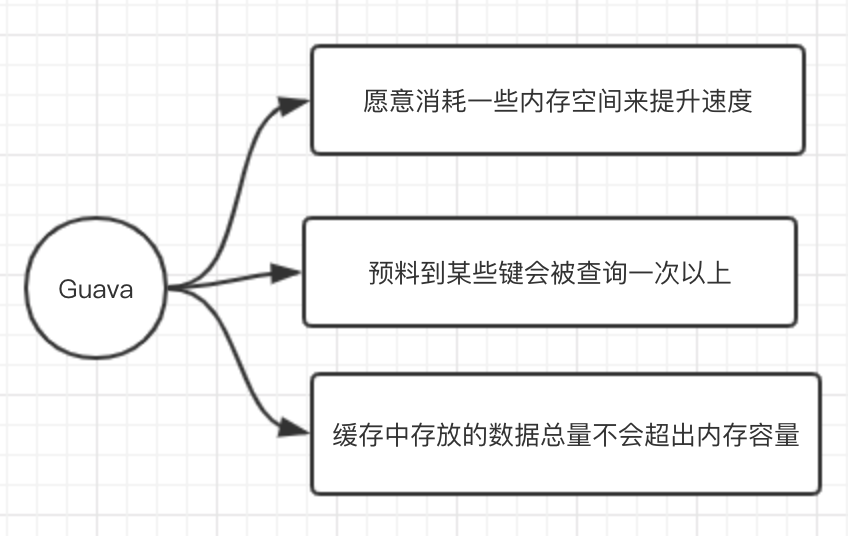 愿意消耗一些内存空间来提升速度
Guava
预料到某些键会被查询一次以上
缓存中存放的数据总量不会超出内存容量